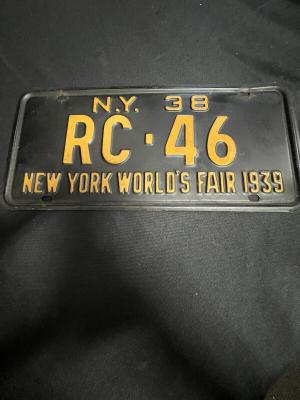 N.Y. 38
RC·46
NEW YORK WORLD'S FAIR 1939